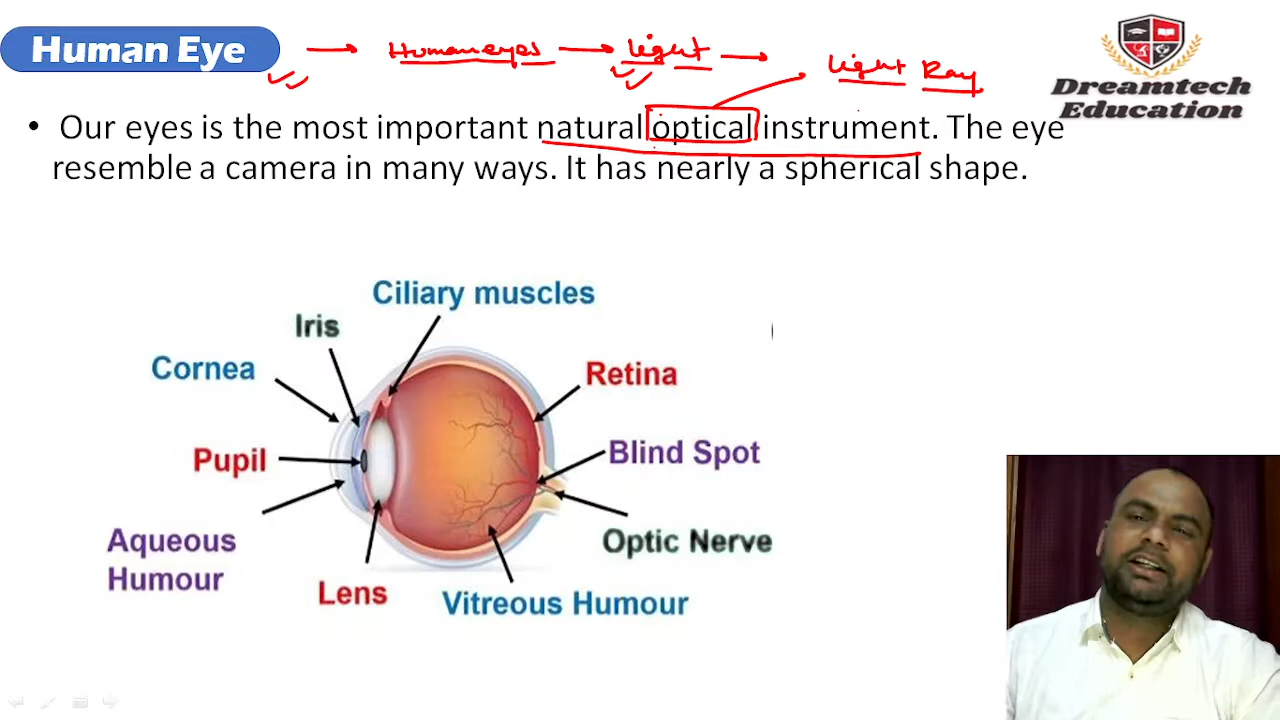 Human Eye
→ Human eyes → light →
light Ray
Dreamtech
Education
• Our eyes is the most important natural optical instrument. The eye
resemble a camera in many ways. It has nearly a spherical shape.
Ciliary muscles
Iris
Cornea
Retina
Pupil
Blind Spot
Aqueous
Humour
Optic Nerve
Lens
Vitreous Humour